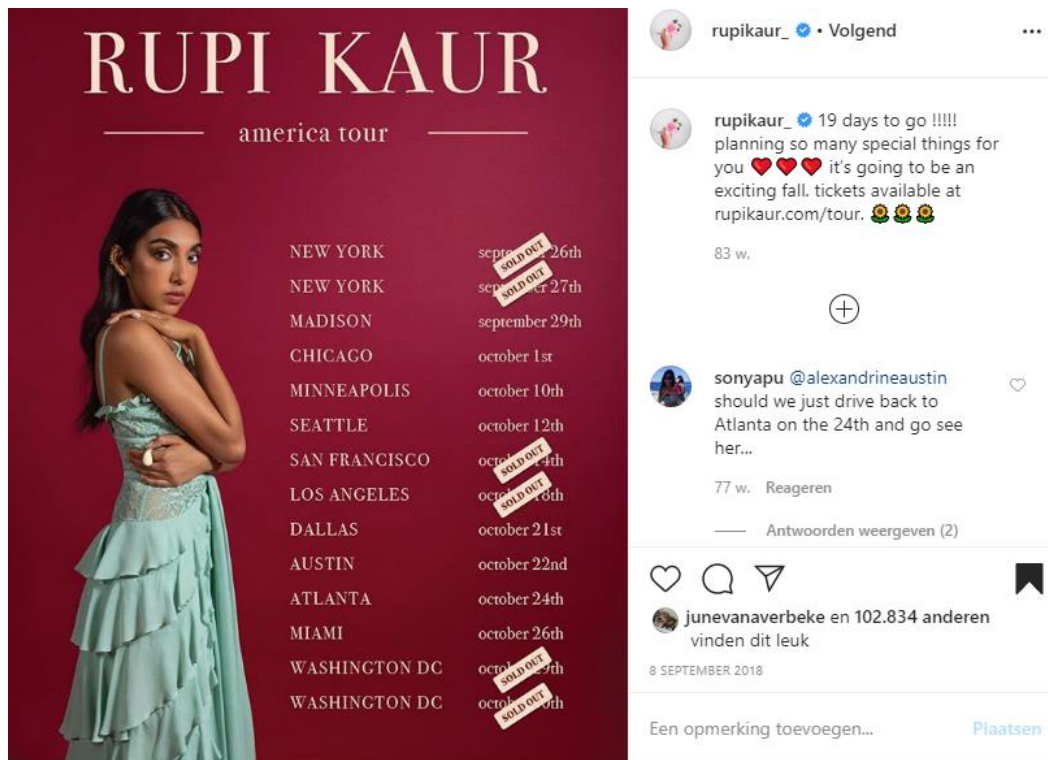 RUPI KAUR
america tour
NEW YORK SOLD OUT 26th
NEW YORK SOLD OUT 27th
MADISON september 29th
CHICAGO october 1st
MINNEAPOLIS october 10th
SEATTLE october 12th
SAN FRANCISCO SOLD OUT
LOS ANGELES SOLD OUT
DALLAS october 21st
AUSTIN october 22nd
ATLANTA october 24th
MIAMI october 26th
WASHINGTON DC SOLD OUT
WASHINGTON DC SOLD OUT
rupikaur_ • Volgend
rupikaur_ 19 days to go !!!!!
planning so many special things for
you ❤️❤️❤️ it's going to be an
exciting fall. tickets available at
rupikaur.com/tour. 🌻🌻🌻
83 w.
sonyapu @alexandrineaustin
should we just drive back to
Atlanta on the 24th and go see
her...
77 w. Reageren
Antwoorden weergeven (2)
junevanaverbeke en 102.834 anderen
vinden dit leuk
8 SEPTEMBER 2018
Een opmerking toevoegen... Plaatsen